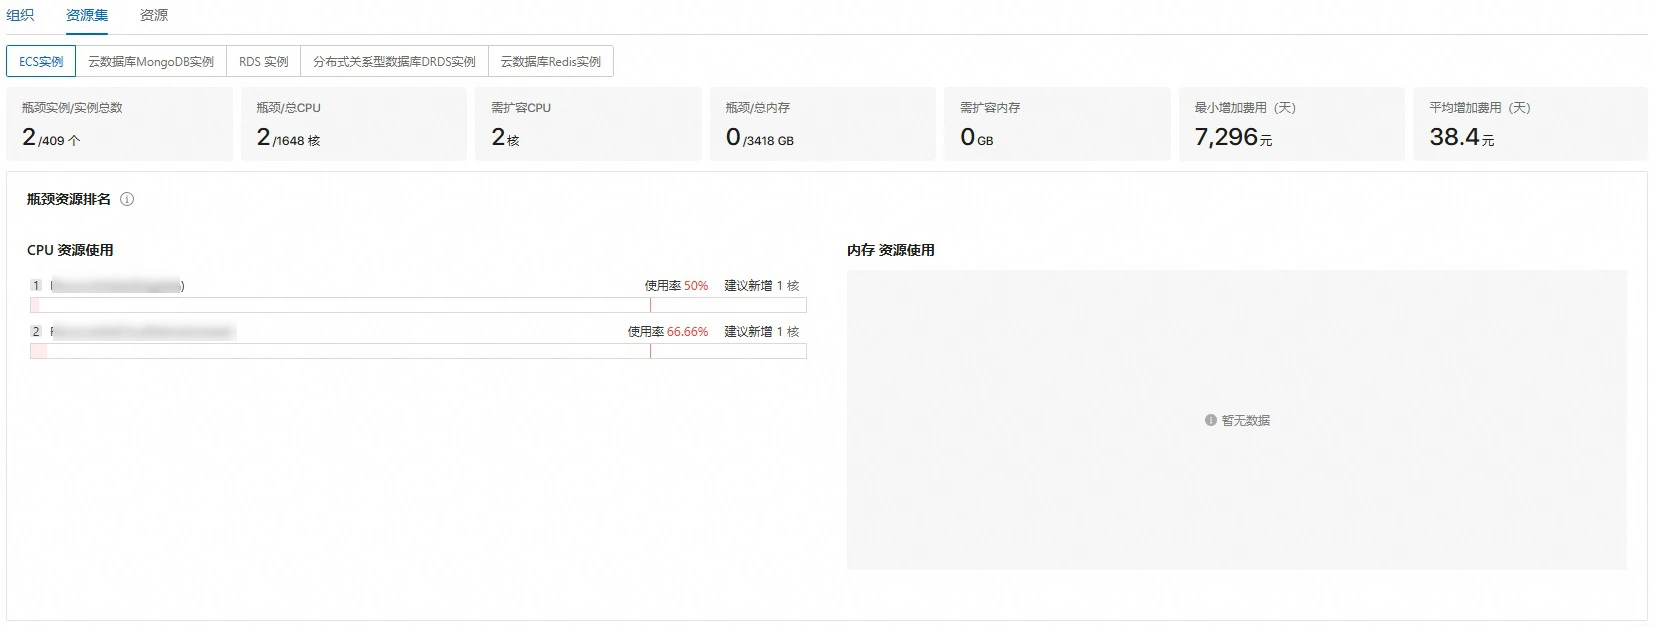 组织 资源集 资源
ECS实例 云数据库MongoDB实例 RDS 实例 分布式关系型数据库DRDS实例 云数据库Redis实例
瓶颈实例/实例总数 瓶颈/总CPU 需扩容CPU 瓶颈/总内存 需扩容内存 最小增加费用（天） 平均增加费用（天）
2/409 个 2/1648 核 2核 0/3418 GB 0GB 7,296元 38.4元
瓶颈资源排名
CPU 资源使用 内存 资源使用
1 ) 使用率 50% 建议新增 1 核
2 使用率 66.66% 建议新增 1 核
暂无数据